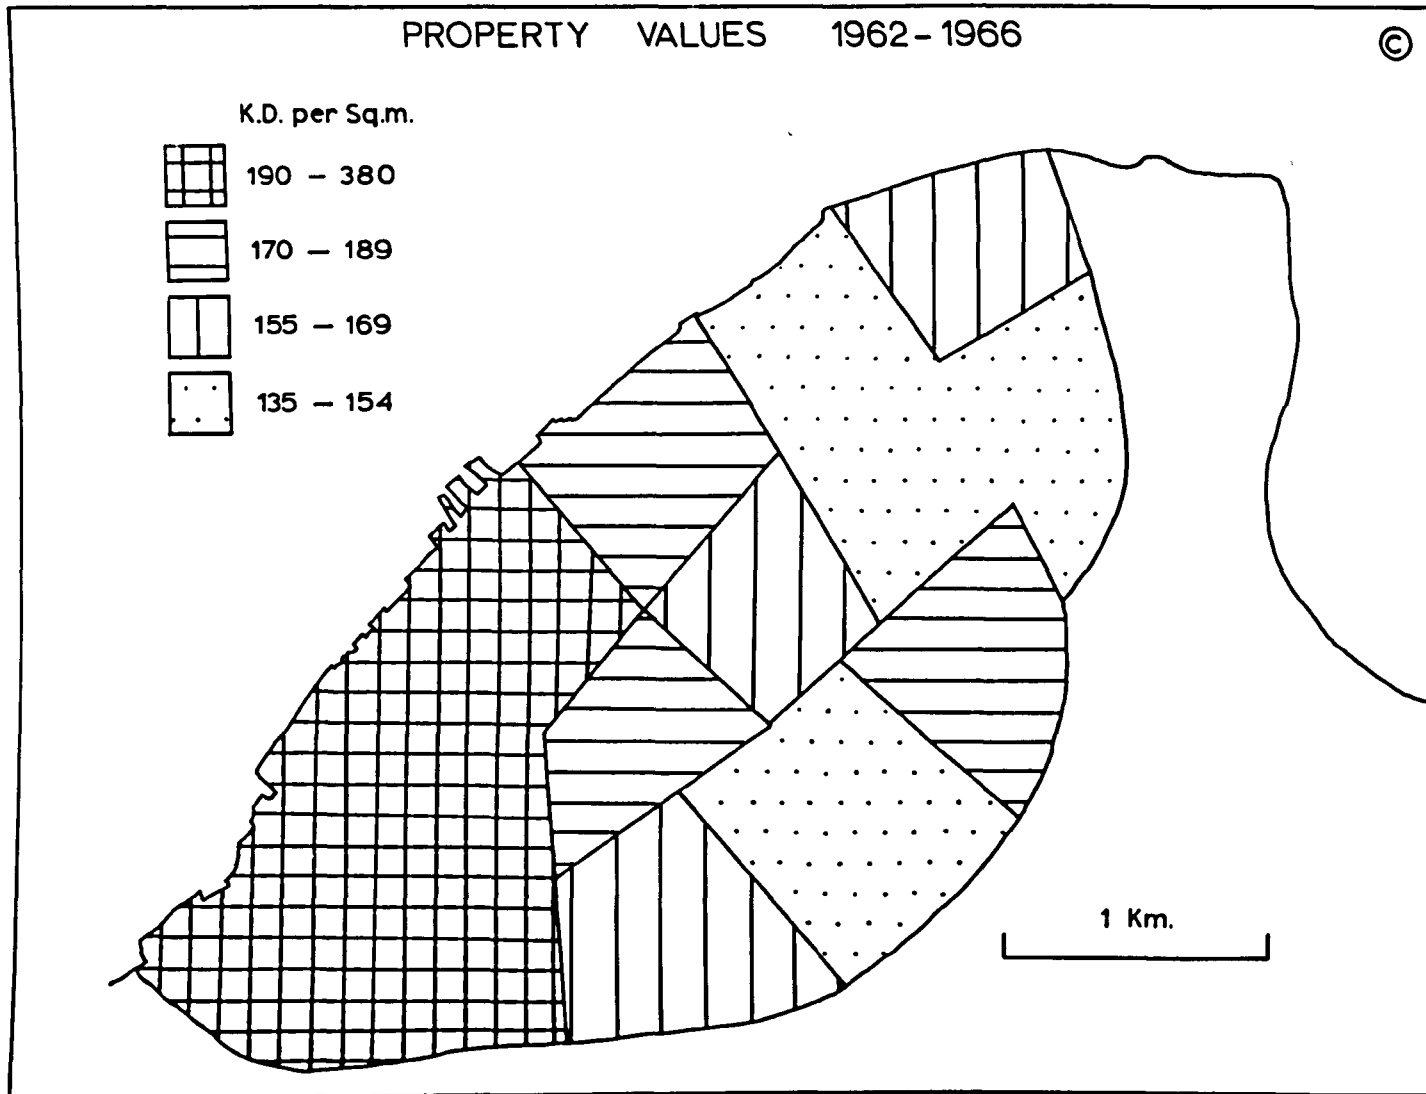 PROPERTY VALUES 1962-1966
©
K.D. per Sq.m.
190 – 380
170 – 189
155 – 169
135 – 154
1 Km.